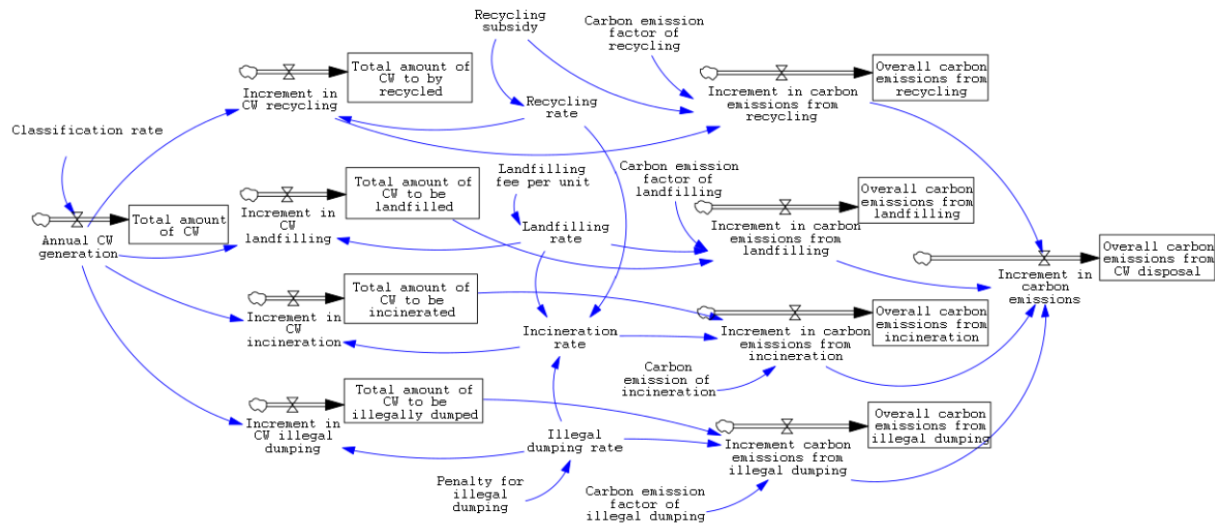 Recycling
subsidy
Carbon emission
factor of
recycling
Total amount of
CW to by
recycled
Increment in
CW recycling
Overall carbon
emissions from
recycling
Increment in carbon
emissions from
recycling
Recycling
rate
Classification rate
Landfilling
fee per unit
Carbon emission
factor of
landfilling
Total amount of
CW to be
landfilled
Increment in
CW
landfilling
Overall carbon
emissions from
landfilling
Increment in carbon
emissions from
landfilling
Total amount
of CW
Annual CW
generation
Landfilling
rate
Overall carbon
emissions from
CW disposal
Increment in
carbon
emissions
Total amount of
CW to be
incinerated
Increment in
CW
incineration
Incineration
rate
Overall carbon
emissions from
incineration
Increment in carbon
emissions from
incineration
Carbon
emission of
incineration
Total amount of
CW to be
illegally dumped
Increment in
CW illegal
dumping
Illegal
dumping rate
Overall carbon
emissions from
illegal dumping
Increment carbon
emissions from
illegal dumping
Penalty for
illegal
dumping
Carbon emission
factor of
illegal dumping